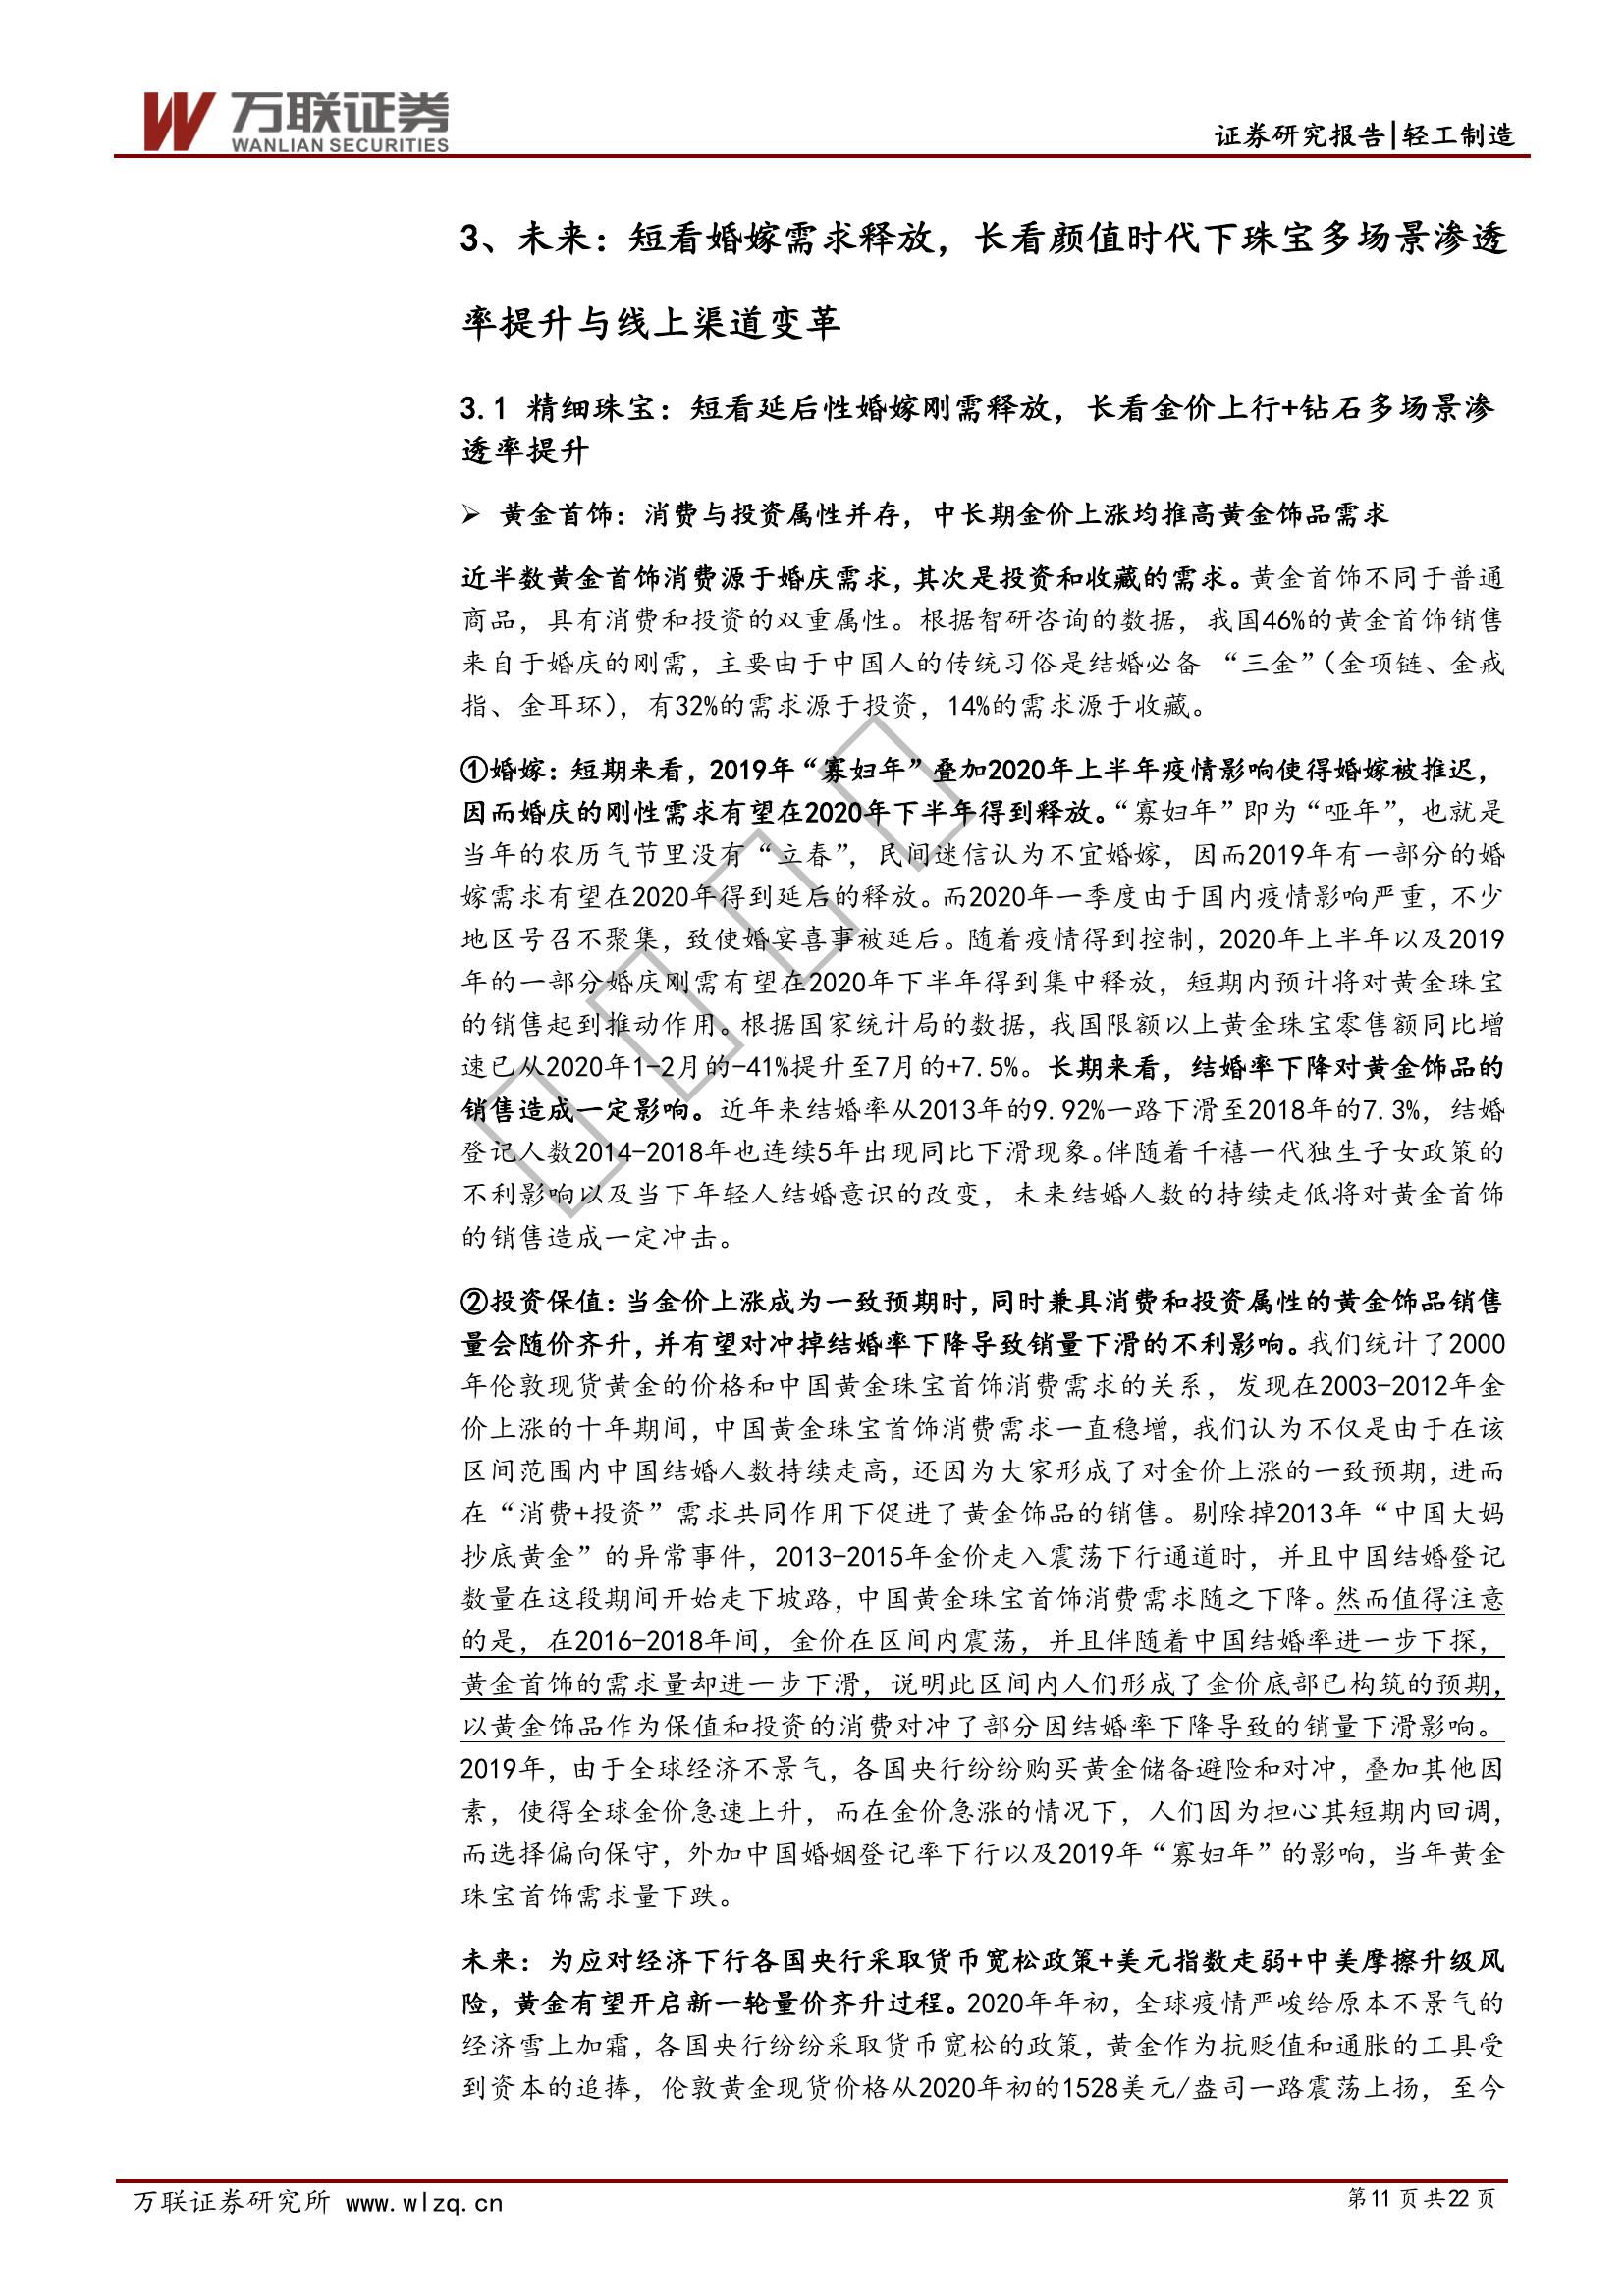 万联证券
WANLIAN SECURITIES
证券研究报告|轻工制造
3、未来：短看婚嫁需求释放，长看颜值时代下珠宝多场景渗透
率提升与线上渠道变革
3.1 精细珠宝：短看延后性婚嫁刚需释放，长看金价上行+钻石多场景渗
透率提升
➢ 黄金首饰：消费与投资属性并存，中长期金价上涨均推高黄金饰品需求
近半数黄金首饰消费源于婚庆需求，其次是投资和收藏的需求。黄金首饰不同于普通
商品，具有消费和投资的双重属性。根据智研咨询的数据，我国46%的黄金首饰销售
来自于婚庆的刚需，主要由于中国人的传统习俗是结婚必备 “三金”（金项链、金戒
指、金耳环），有32%的需求源于投资，14%的需求源于收藏。
①婚嫁：短期来看，2019年“寡妇年”叠加2020年上半年疫情影响使得婚嫁被推迟，
因而婚庆的刚性需求有望在2020年下半年得到释放。“寡妇年”即为“哑年”，也就是
当年的农历气节里没有“立春”，民间迷信认为不宜婚嫁，因而2019年有一部分的婚
嫁需求有望在2020年得到延后的释放。而2020年一季度由于国内疫情影响严重，不少
地区号召不聚集，致使婚宴喜事被延后。随着疫情得到控制，2020年上半年以及2019
年的一部分婚庆刚需有望在2020年下半年得到集中释放，短期内预计将对黄金珠宝
的销售起到推动作用。根据国家统计局的数据，我国限额以上黄金珠宝零售额同比增
速已从2020年1-2月的-41%提升至7月的+7.5%。长期来看，结婚率下降对黄金饰品的
销售造成一定影响。近年来结婚率从2013年的9.92%一路下滑至2018年的7.3%，结婚
登记人数2014-2018年也连续5年出现同比下滑现象。伴随着千禧一代独生子女政策的
不利影响以及当下年轻人结婚意识的改变，未来结婚人数的持续走低将对黄金首饰
的销售造成一定冲击。
②投资保值：当金价上涨成为一致预期时，同时兼具消费和投资属性的黄金饰品销售
量会随价齐升，并有望对冲掉结婚率下降导致销量下滑的不利影响。我们统计了2000
年伦敦现货黄金的价格和中国黄金珠宝首饰消费需求的关系，发现在2003-2012年金
价上涨的十年期间，中国黄金珠宝首饰消费需求一直稳增，我们认为不仅是由于在该
区间范围内中国结婚人数持续走高，还因为大家形成了对金价上涨的一致预期，进而
在“消费+投资”需求共同作用下促进了黄金饰品的销售。剔除掉2013年“中国大妈
抄底黄金”的异常事件，2013-2015年金价走入震荡下行通道时，并且中国结婚登记
数量在这段期间开始走下坡路，中国黄金珠宝首饰消费需求随之下降。然而值得注意
的是，在2016-2018年间，金价在区间内震荡，并且伴随着中国结婚率进一步下探，
黄金首饰的需求量却进一步下滑，说明此区间内人们形成了金价底部已构筑的预期，
以黄金饰品作为保值和投资的消费对冲了部分因结婚率下降导致的销量下滑影响。
2019年，由于全球经济不景气，各国央行纷纷购买黄金储备避险和对冲，叠加其他因
素，使得全球金价急速上升，而在金价急涨的情况下，人们因为担心其短期内回调，
而选择偏向保守，外加中国婚姻登记率下行以及2019年“寡妇年”的影响，当年黄金
珠宝首饰需求量下跌。
未来：为应对经济下行各国央行采取货币宽松政策+美元指数走弱+中美摩擦升级风
险，黄金有望开启新一轮量价齐升过程。2020年年初，全球疫情严峻给原本不景气的
经济雪上加霜，各国央行纷纷采取货币宽松的政策，黄金作为抗贬值和通胀的工具受
到资本的追捧，伦敦黄金现货价格从2020年初的1528美元/盎司一路震荡上扬，至今
万联证券研究所 www.wlzq.cn
第11 页 共22 页